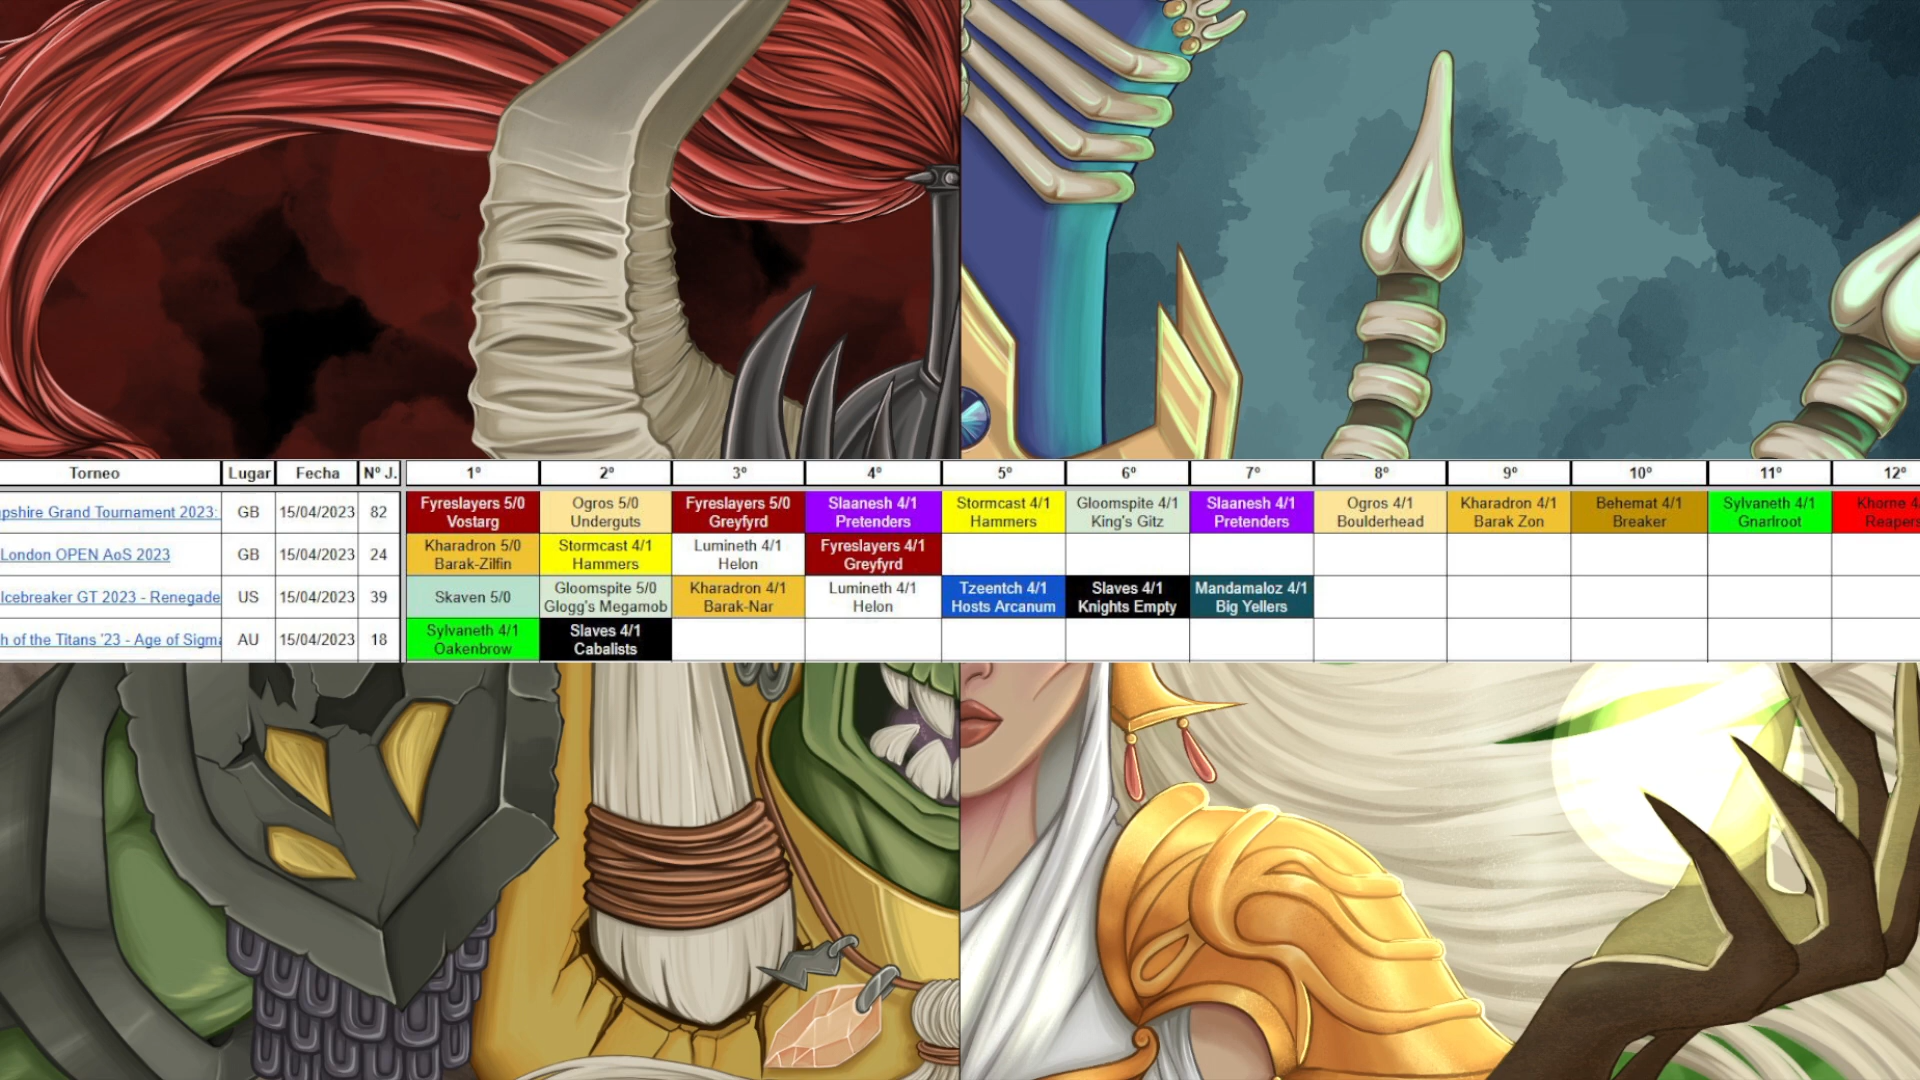 Torneo Lugar Fecha Nº J. 1º 2º 3º 4º 5º 6º 7º 8º 9º 10º 11º 12º
Fyreslayers 5/0 Ogros 5/0 Fyreslayers 5/0 Slaanesh 4/1 Stormcast 4/1 Gloomspite 4/1 Slaanesh 4/1 Ogros 4/1 Kharadron 4/1 Behemat 4/1 Sylvaneth 4/1 Khorne
pshire Grand Tournament 2023: GB 15/04/2023 82
Vostarg Underguts Greyfyrd Pretenders Hammers King's Gitz Pretenders Boulderhead Barak Zon Breaker Gnarlroot Reapers
Kharadron 5/0 Stormcast 4/1 Lumineth 4/1 Fyreslayers 4/1
London OPEN AoS 2023 GB 15/04/2023 24
Barak-Zilfin Hammers Helon Greyfyrd
Gloomspite 5/0 Kharadron 4/1 Lumineth 4/1 Tzeentch 4/1 Slaves 4/1 Mandamaloz 4/1
Icebreaker GT 2023 - Renegade US 15/04/2023 39 Skaven 5/0
Glogg's Megamob Barak-Nar Helon Hosts Arcanum Knights Empty Big Yellers
Sylvaneth 4/1 Slaves 4/1
h of the Titans '23 - Age of Sigma AU 15/04/2023 18
Oakenbrow Cabalists